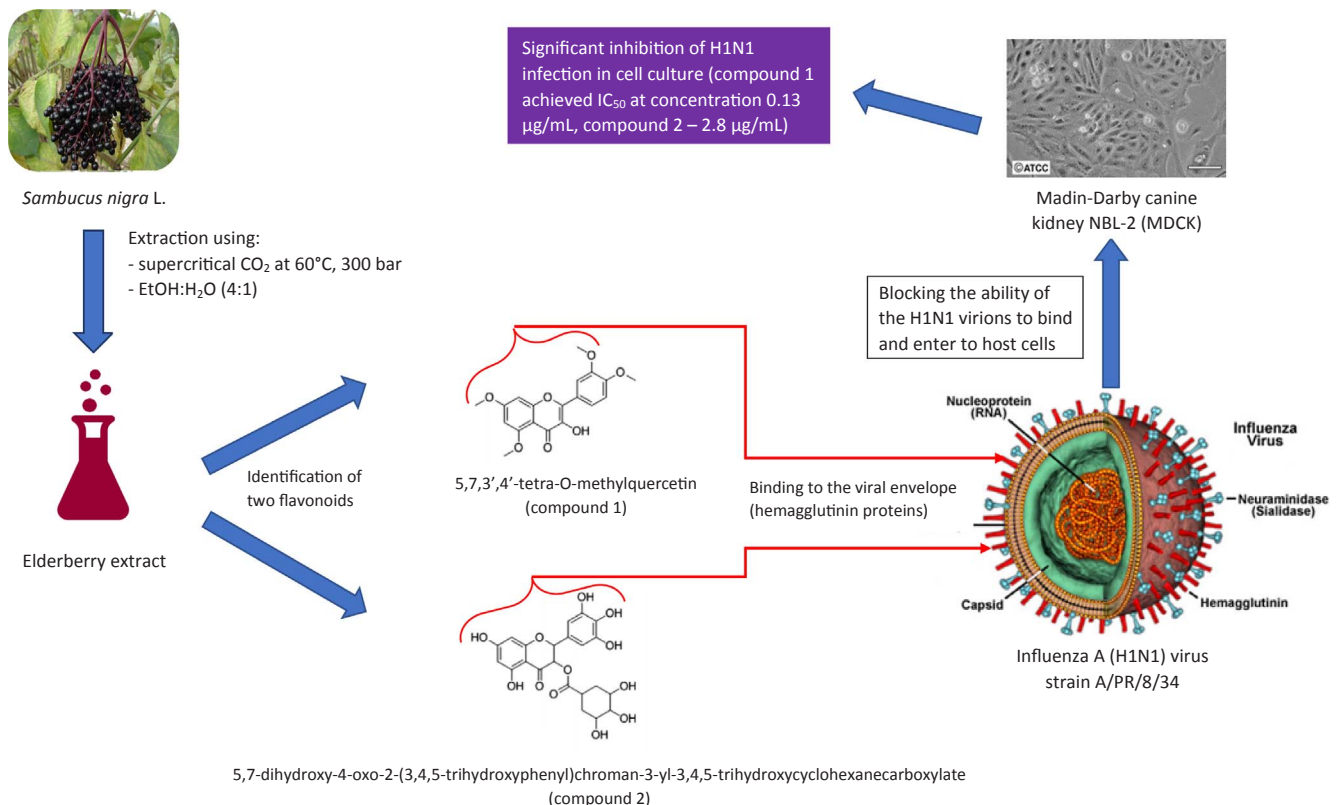 Sambucus nigra L.
Extraction using:
- supercritical CO₂ at 60°C, 300 bar
- EtOH:H₂O (4:1)
Elderberry extract
Identification of
two flavonoids
O
O
O
O
O
OH
O
5,7,3’,4’-tetra-O-methylquercetin
(compound 1)
OH
OH
OH
HO
O
OH
O
O
O
OH
OH
OH
5,7-dihydroxy-4-oxo-2-(3,4,5-trihydroxyphenyl)chroman-3-yl-3,4,5-trihydroxycyclohexanecarboxylate
(compound 2)
Binding to the viral envelope
(hemagglutinin proteins)
Nucleoprotein
(RNA)
Influenza
Virus
Neuraminidase
(Sialidase)
Capsid
Hemagglutinin
Influenza A (H1N1) virus
strain A/PR/8/34
Blocking the ability of
the H1N1 virions to bind
and enter to host cells
©ATCC
Madin-Darby canine
kidney NBL-2 (MDCK)
Significant inhibition of H1N1
infection in cell culture (compound 1
achieved IC₅₀ at concentration 0.13
µg/mL, compound 2 – 2.8 µg/mL)